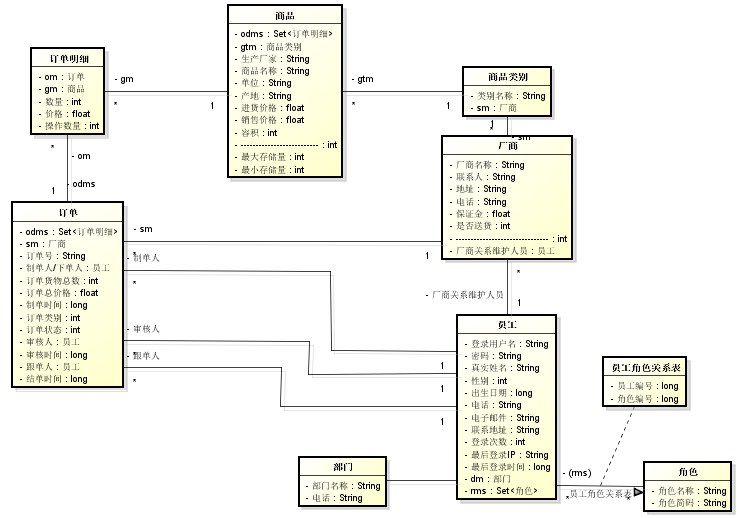 商品
- odms : Set<订单明细>
- gtm : 商品类别
- 生产厂家 : String
- 商品名称 : String
- 单位 : String
- 产地 : String
- 进货价格 : float
- 销售价格 : float
- 容积 : int
- -------------------------- : int
- 最大存储量 : int
- 最小存储量 : int
订单明细
- om : 订单
- gm : 商品
- 数量 : int
- 价格 : float
- 操作数量 : int
- gm
*
1
- gtm
*
1
商品类别
- 类别名称 : String
- sm : 厂商
1
*
- sm
厂商
- 厂商名称 : String
- 联系人 : String
- 地址 : String
- 电话 : String
- 保证金 : float
- 是否送货 : int
- ------------------------------- : int
- 厂商关系维护人员 : 员工
*
- om
1
- odms
订单
- odms : Set<订单明细>
- sm : 厂商
- 订单号 : String
- 制单人/下单人 : 员工
- 订单货物总数 : int
- 订单总价格 : float
- 制单时间 : long
- 订单类别 : int
- 订单状态 : int
- 审核人 : 员工
- 审核时间 : long
- 跟单人 : 员工
- 结单时间 : long
- sm
*
1
- 制单人
*
1
- 审核人
*
1
- 跟单人
*
1
*
- 厂商关系维护人员
1
员工
- 登录用户名 : String
- 密码 : String
- 真实姓名 : String
- 性别 : int
- 出生日期 : long
- 电话 : String
- 电子邮件 : String
- 联系地址 : String
- 登录次数 : int
- 最后登录IP : String
- 最后登录时间 : long
- dm : 部门
- rms : Set<角色>
员工角色关系表
- 员工编号 : long
- 角色编号 : long
部门
- 部门名称 : String
- 电话 : String
- (rms)
*
员工角色关系表
*
角色
- 角色名称 : String
- 角色简码 : String